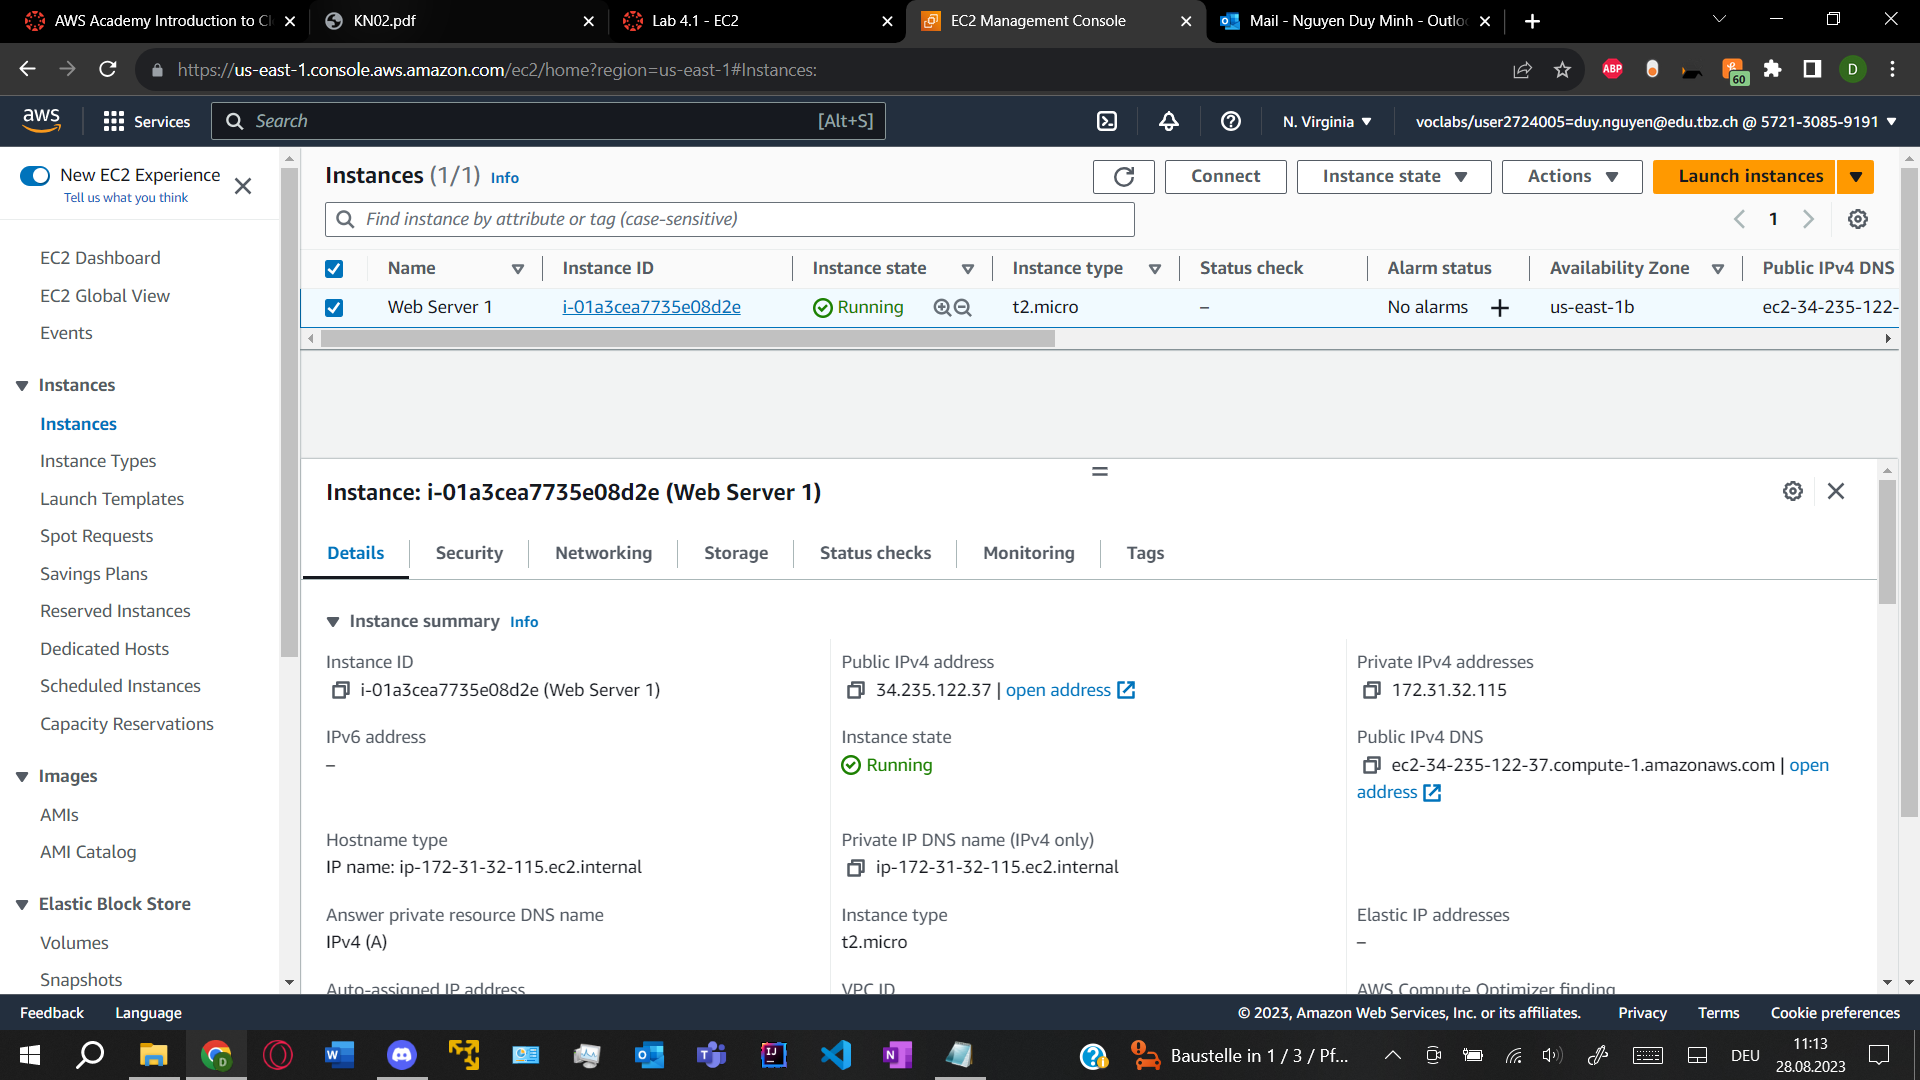 AWS Academy Introduction to Cl
KN02.pdf
Lab 4.1 - EC2
EC2 Management Console
Mail - Nguyen Duy Minh - Outlo
https://us-east-1.console.aws.amazon.com/ec2/home?region=us-east-1#Instances:
ABP
60
D
aws
Services
Search
[Alt+S]
N. Virginia
voclabs/user2724005=duy.nguyen@edu.tbz.ch @ 5721-3085-9191
New EC2 Experience
Tell us what you think
EC2 Dashboard
EC2 Global View
Events
Instances
Instances
Instance Types
Launch Templates
Spot Requests
Savings Plans
Reserved Instances
Dedicated Hosts
Scheduled Instances
Capacity Reservations
Images
AMIs
AMI Catalog
Elastic Block Store
Volumes
Snapshots
Instances (1/1) Info
Connect
Instance state
Actions
Launch instances
Find instance by attribute or tag (case-sensitive)
1
Name
Instance ID
Instance state
Instance type
Status check
Alarm status
Availability Zone
Public IPv4 DNS
Web Server 1
i-01a3cea7735e08d2e
Running
t2.micro
–
No alarms
us-east-1b
ec2-34-235-122-
Instance: i-01a3cea7735e08d2e (Web Server 1)
Details
Security
Networking
Storage
Status checks
Monitoring
Tags
Instance summary Info
Instance ID
i-01a3cea7735e08d2e (Web Server 1)
Public IPv4 address
34.235.122.37 | open address
Private IPv4 addresses
172.31.32.115
IPv6 address
–
Instance state
Running
Public IPv4 DNS
ec2-34-235-122-37.compute-1.amazonaws.com | open
address
Hostname type
IP name: ip-172-31-32-115.ec2.internal
Private IP DNS name (IPv4 only)
ip-172-31-32-115.ec2.internal
Answer private resource DNS name
IPv4 (A)
Instance type
t2.micro
Elastic IP addresses
–
Auto-assigned IP address
VPC ID
AWS Compute Optimizer finding
Feedback
Language
© 2023, Amazon Web Services, Inc. or its affiliates.
Privacy
Terms
Cookie preferences
Baustelle in 1 / 3 / Pf...
DEU
11:13
28.08.2023